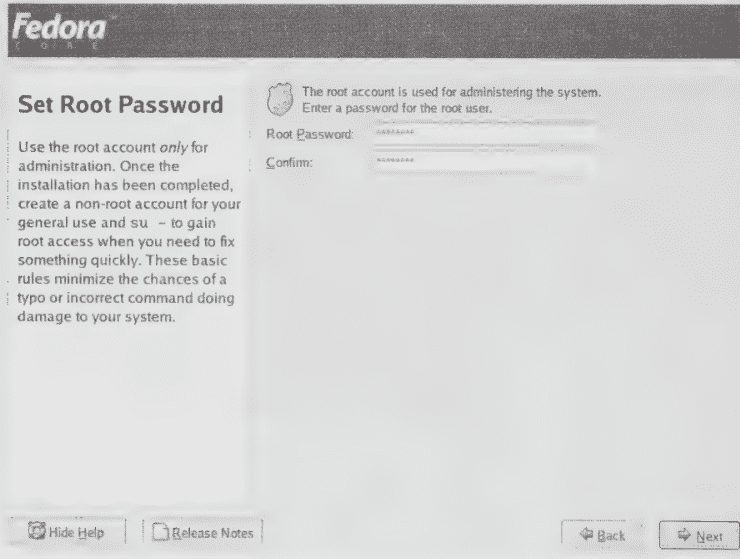 Fedora
CORE
Set Root Password
Use the root account only for
administration. Once the
installation has been completed,
create a non-root account for your
general use and su - to gain
root access when you need to fix
something quickly. These basic
rules minimize the chances of a
typo or incorrect command doing
damage to your system.
The root account is used for administering the system.
Enter a password for the root user.
Root Password: ********
Confirm: ********
Hide Help
Release Notes
Back
Next